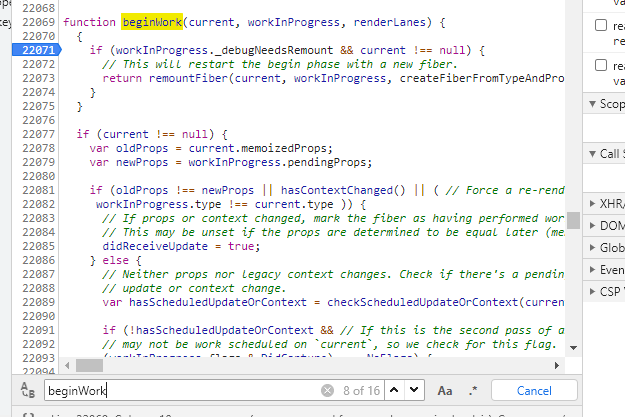 22068
22069 function beginWork(current, workInProgress, renderLanes) {
22070 {
22071 if (workInProgress._debugNeedsRemount && current !== null) {
22072 // This will restart the begin phase with a new fiber.
22073 return remountFiber(current, workInProgress, createFiberFromTypeAndPro
22074 }
22075 }
22076
22077 if (current !== null) {
22078 var oldProps = current.memoizedProps;
22079 var newProps = workInProgress.pendingProps;
22080
22081 if (oldProps !== newProps || hasContextChanged() || ( // Force a re-rend
22082 workInProgress.type !== current.type )) {
22083 // If props or context changed, mark the fiber as having performed wor
22084 // This may be unset if the props are determined to be equal later (me
22085 didReceiveUpdate = true;
22086 } else {
22087 // Neither props nor legacy context changes. Check if there's a pendin
22088 // update or context change.
22089 var hasScheduledUpdateOrContext = checkScheduledUpdateOrContext(curren
22090
22091 if (!hasScheduledUpdateOrContext && // If this is the second pass of a
22092 // may not be work scheduled on `current`, so we check for this flag.
22093
beginWork 8 of 16 Aa .* Cancel
rea
re
rea
va
Scop
Call S
XHR/
DOM
Glob
Even
CSP V